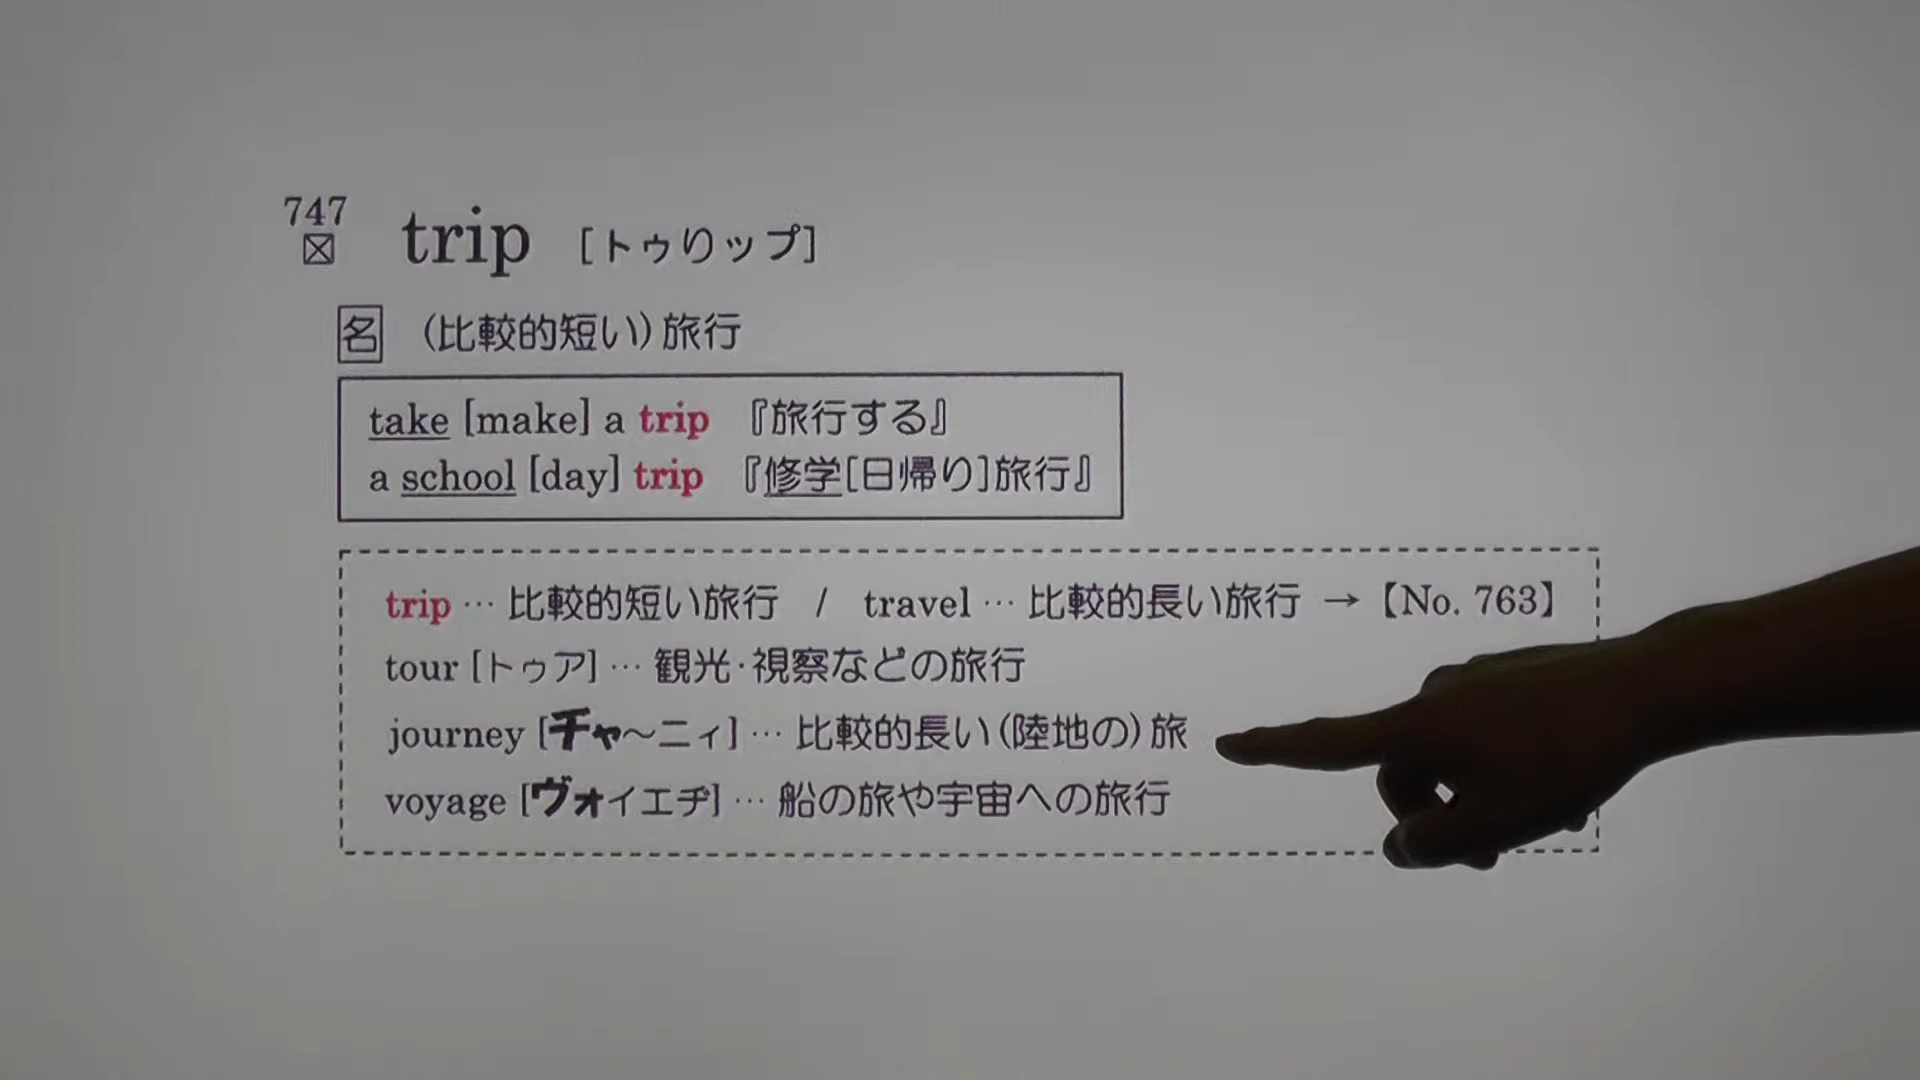 747
trip [トゥりップ]
名 (比較的短い)旅行
take [make] a trip 『旅行する』
a school [day] trip 『修学[日帰り]旅行』
trip … 比較的短い旅行 / travel … 比較的長い旅行 → 【No. 763】
tour [トゥア] … 観光・視察などの旅行
journey [チャ〜ニィ] … 比較的長い(陸地の)旅
voyage [ヴォイエヂ] … 船の旅や宇宙への旅行